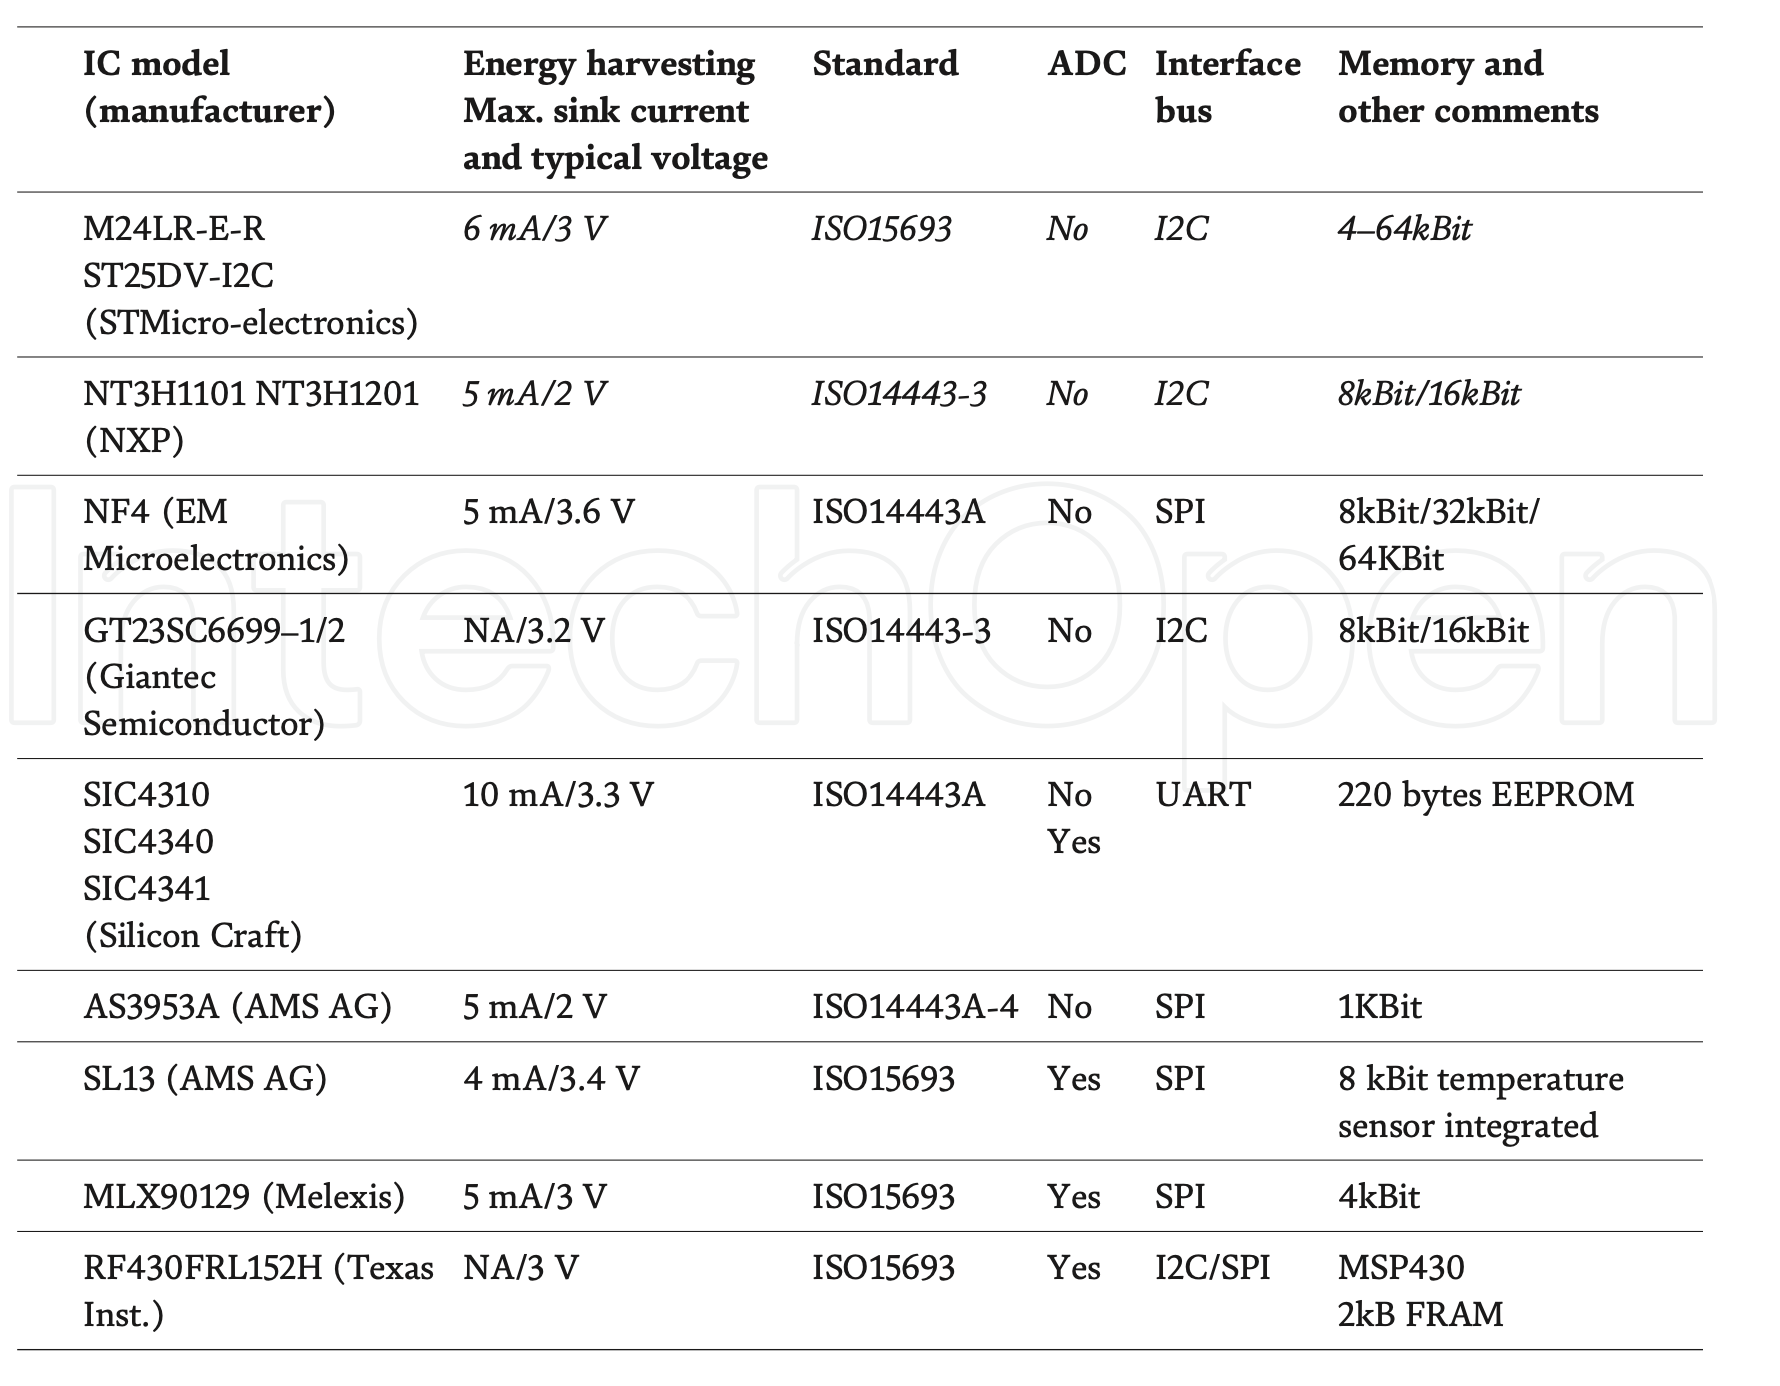 IC model
(manufacturer)
Energy harvesting
Max. sink current
and typical voltage
Standard
ADC
Interface
bus
Memory and
other comments
M24LR-E-R
ST25DV-I2C
(STMicro-electronics)
6 mA/3 V
ISO15693
No
I2C
4–64kBit
NT3H1101 NT3H1201
(NXP)
5 mA/2 V
ISO14443-3
No
I2C
8kBit/16kBit
NF4 (EM
Microelectronics)
5 mA/3.6 V
ISO14443A
No
SPI
8kBit/32kBit/
64KBit
GT23SC6699–1/2
(Giantec
Semiconductor)
NA/3.2 V
ISO14443-3
No
I2C
8kBit/16kBit
SIC4310
SIC4340
SIC4341
(Silicon Craft)
10 mA/3.3 V
ISO14443A
No
Yes
UART
220 bytes EEPROM
AS3953A (AMS AG)
5 mA/2 V
ISO14443A-4
No
SPI
1KBit
SL13 (AMS AG)
4 mA/3.4 V
ISO15693
Yes
SPI
8 kBit temperature
sensor integrated
MLX90129 (Melexis)
5 mA/3 V
ISO15693
Yes
SPI
4kBit
RF430FRL152H (Texas
Inst.)
NA/3 V
ISO15693
Yes
I2C/SPI
MSP430
2kB FRAM
IntechOpen